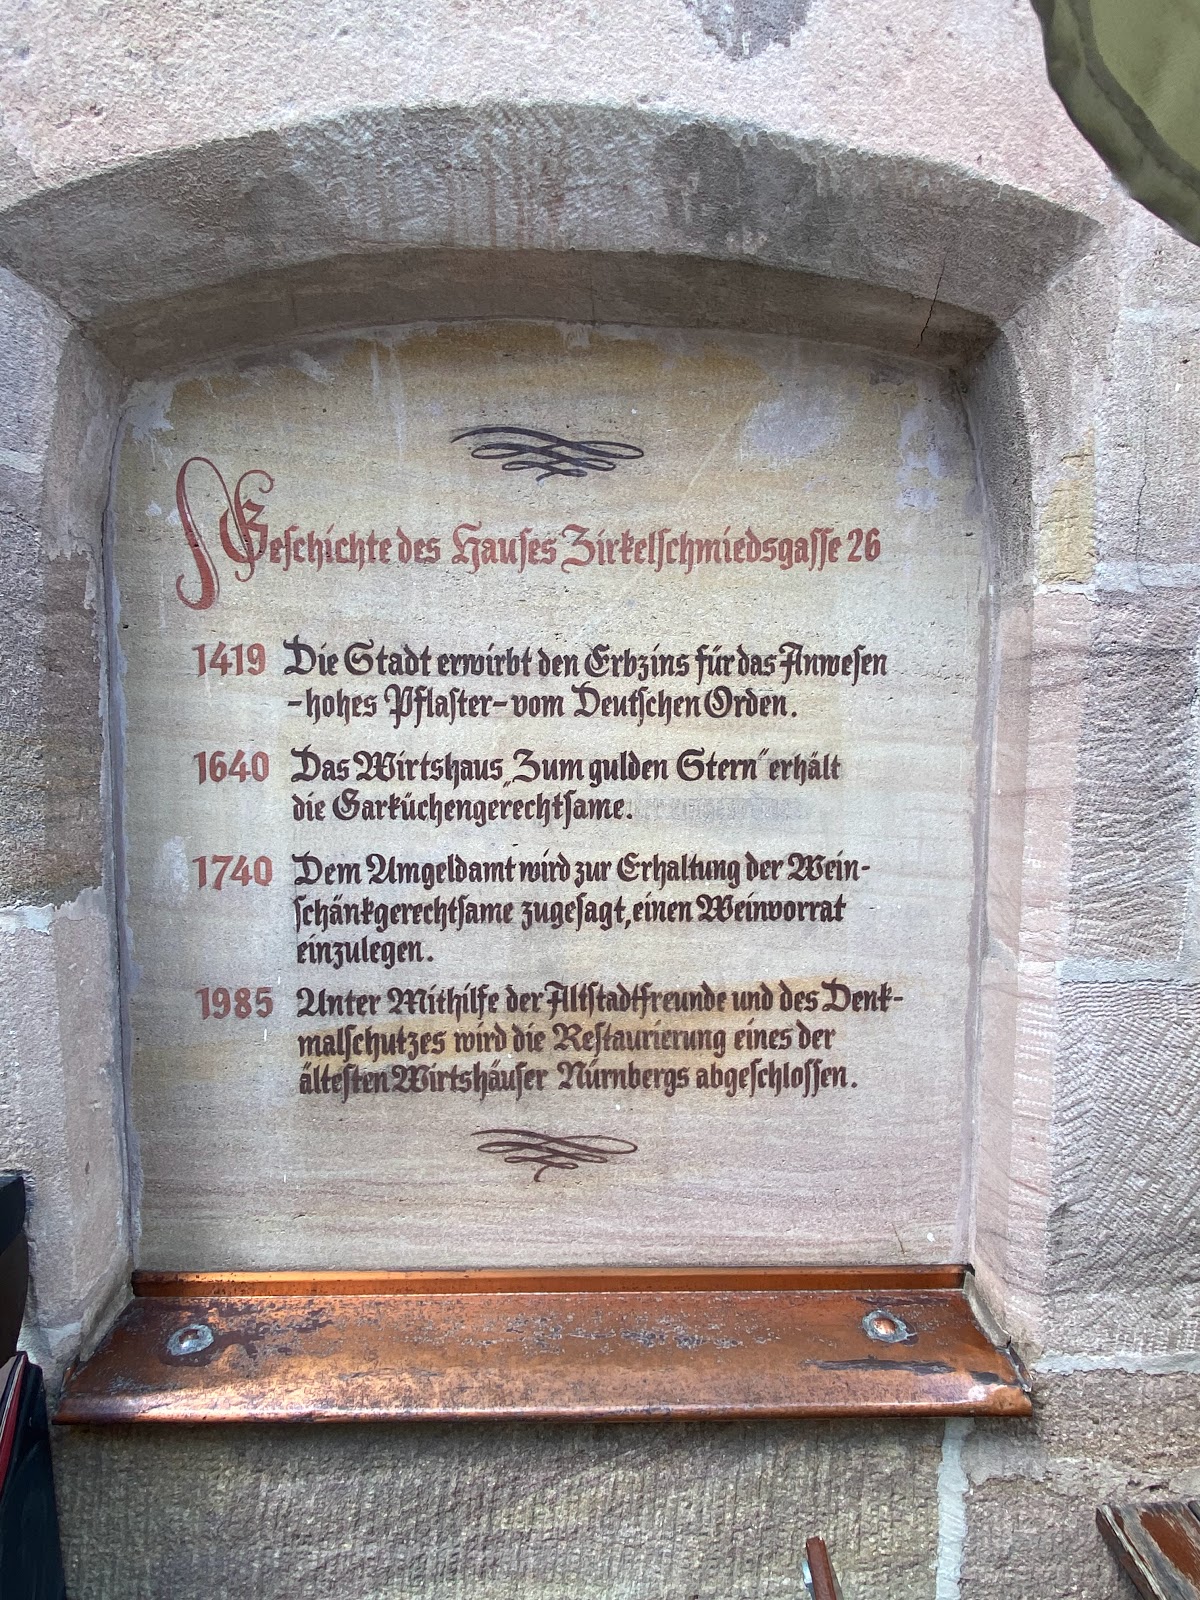 Geschichte des Hauses Zirkelschmiedsgasse 26
1419 Die Stadt erwirbt den Erbzins für das Anwesen
-hohes Pflaster- vom Deutschen Orden.
1640 Das Wirtshaus „Zum gulden Stern" erhält
die Garküchengerechtsame.
1740 Dem Umgeldamt wird zur Erhaltung der Wein-
schänkgerechtsame zugesagt, einen Weinvorrat
einzulegen.
1985 Unter Mithilfe der Altstadtfreunde und des Denk-
malschutzes wird die Restaurierung eines der
ältesten Wirtshäuser Nürnbergs abgeschlossen.